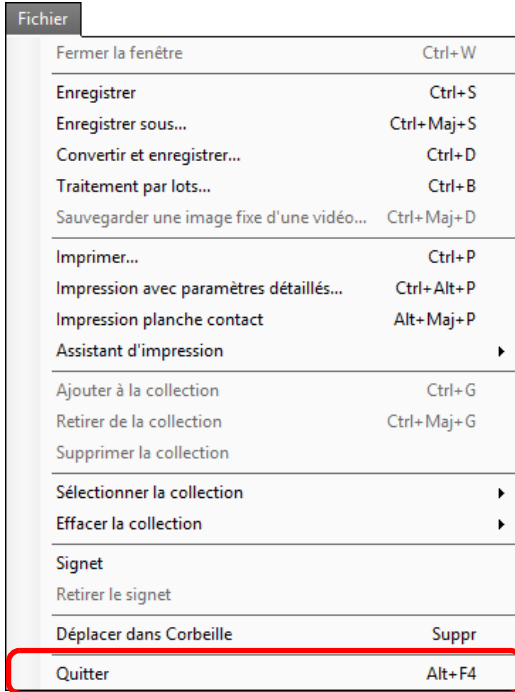 Fichier
Fermer la fenêtre Ctrl+W
Enregistrer Ctrl+S
Enregistrer sous... Ctrl+Maj+S
Convertir et enregistrer... Ctrl+D
Traitement par lots... Ctrl+B
Sauvegarder une image fixe d'une vidéo... Ctrl+Maj+D
Imprimer... Ctrl+P
Impression avec paramètres détaillés... Ctrl+Alt+P
Impression planche contact Alt+Maj+P
Assistant d'impression
Ajouter à la collection Ctrl+G
Retirer de la collection Ctrl+Maj+G
Supprimer la collection
Sélectionner la collection
Effacer la collection
Signet
Retirer le signet
Déplacer dans Corbeille Suppr
Quitter Alt+F4